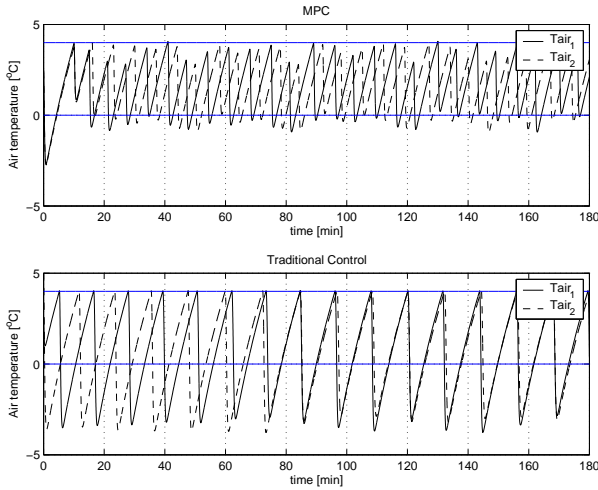 MPC
Air temperature [°C]
5
0
−5
0 20 40 60 80 100 120 140 160 180
time [min]
Tair1
Tair2
Traditional Control
Air temperature [°C]
5
0
−5
0 20 40 60 80 100 120 140 160 180
time [min]
Tair1
Tair2